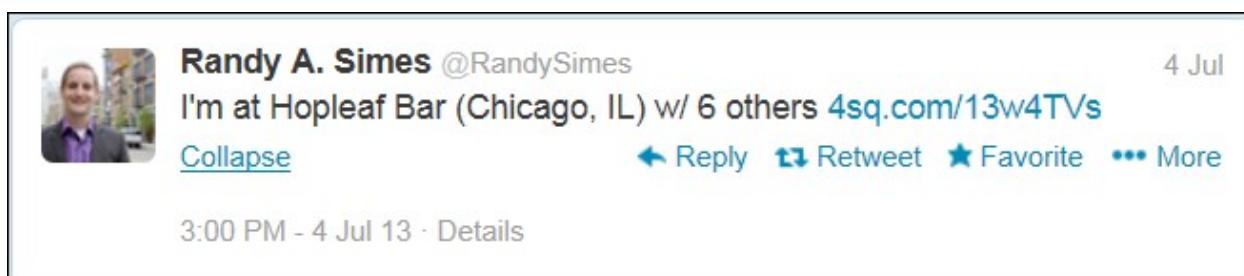 Randy A. Simes @RandySimes 4 Jul
I'm at Hopleaf Bar (Chicago, IL) w/ 6 others 4sq.com/13w4TVs
Collapse Reply Retweet Favorite More
3:00 PM - 4 Jul 13 · Details